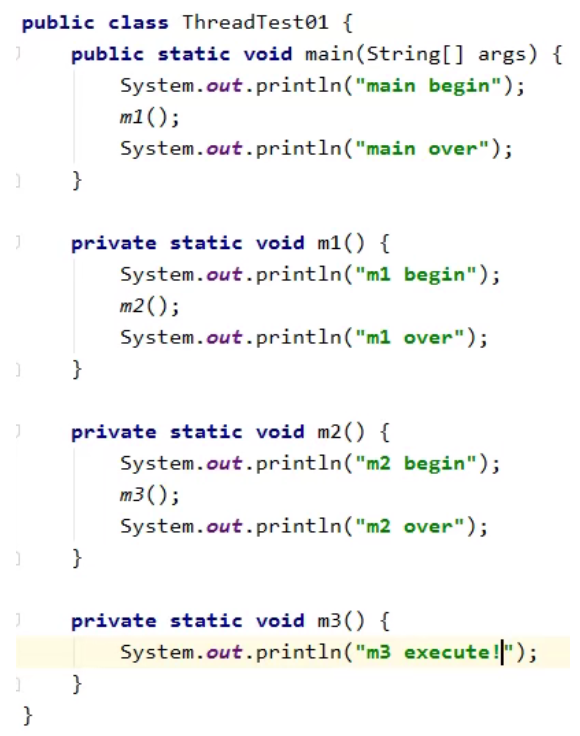 public class ThreadTest01 {
    public static void main(String[] args) {
        System.out.println("main begin");
        m1();
        System.out.println("main over");
    }

    private static void m1() {
        System.out.println("m1 begin");
        m2();
        System.out.println("m1 over");
    }

    private static void m2() {
        System.out.println("m2 begin");
        m3();
        System.out.println("m2 over");
    }

    private static void m3() {
        System.out.println("m3 execute!");
    }
}